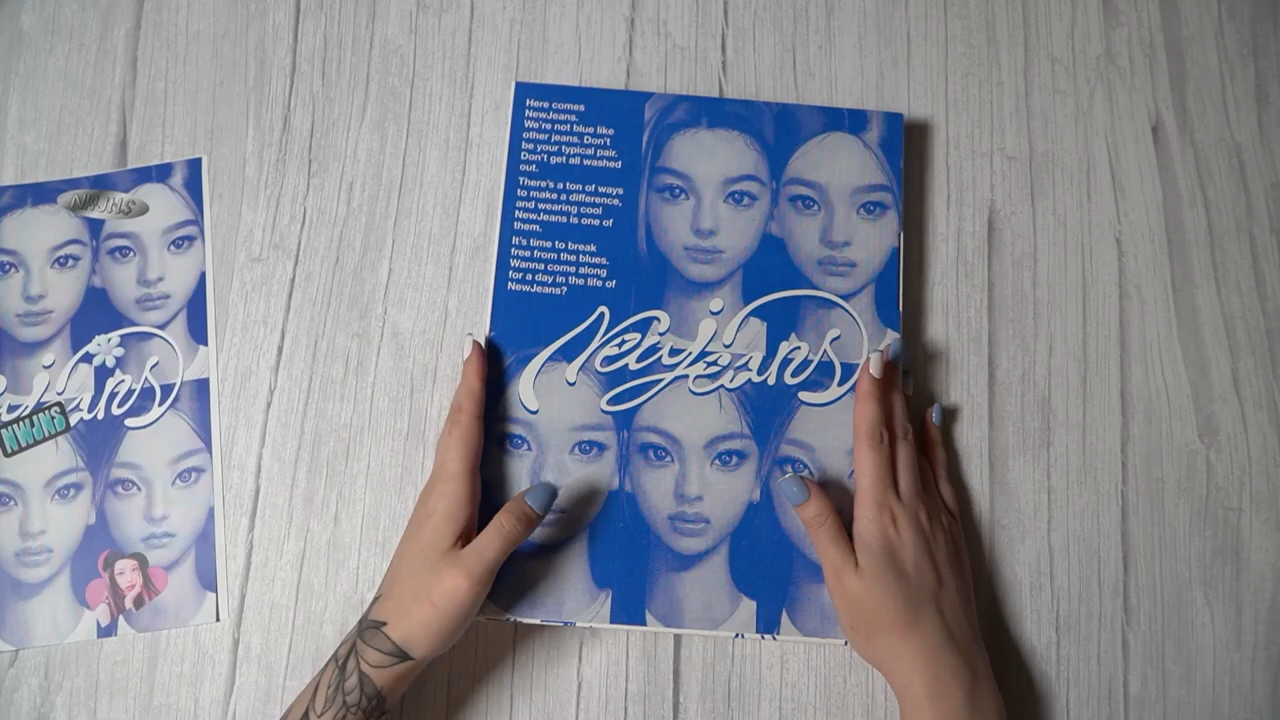 NWJNS
jeans
NWJNS
Here comes
NewJeans.
We're not blue like
other jeans. Don't
be your typical pair.
Don't get all washed
out.
There's a ton of ways
to make a difference,
and wearing cool
NewJeans is one of
them.
It's time to break
free from the blues.
Wanna come along
for a day in the life of
NewJeans?
Newjeans